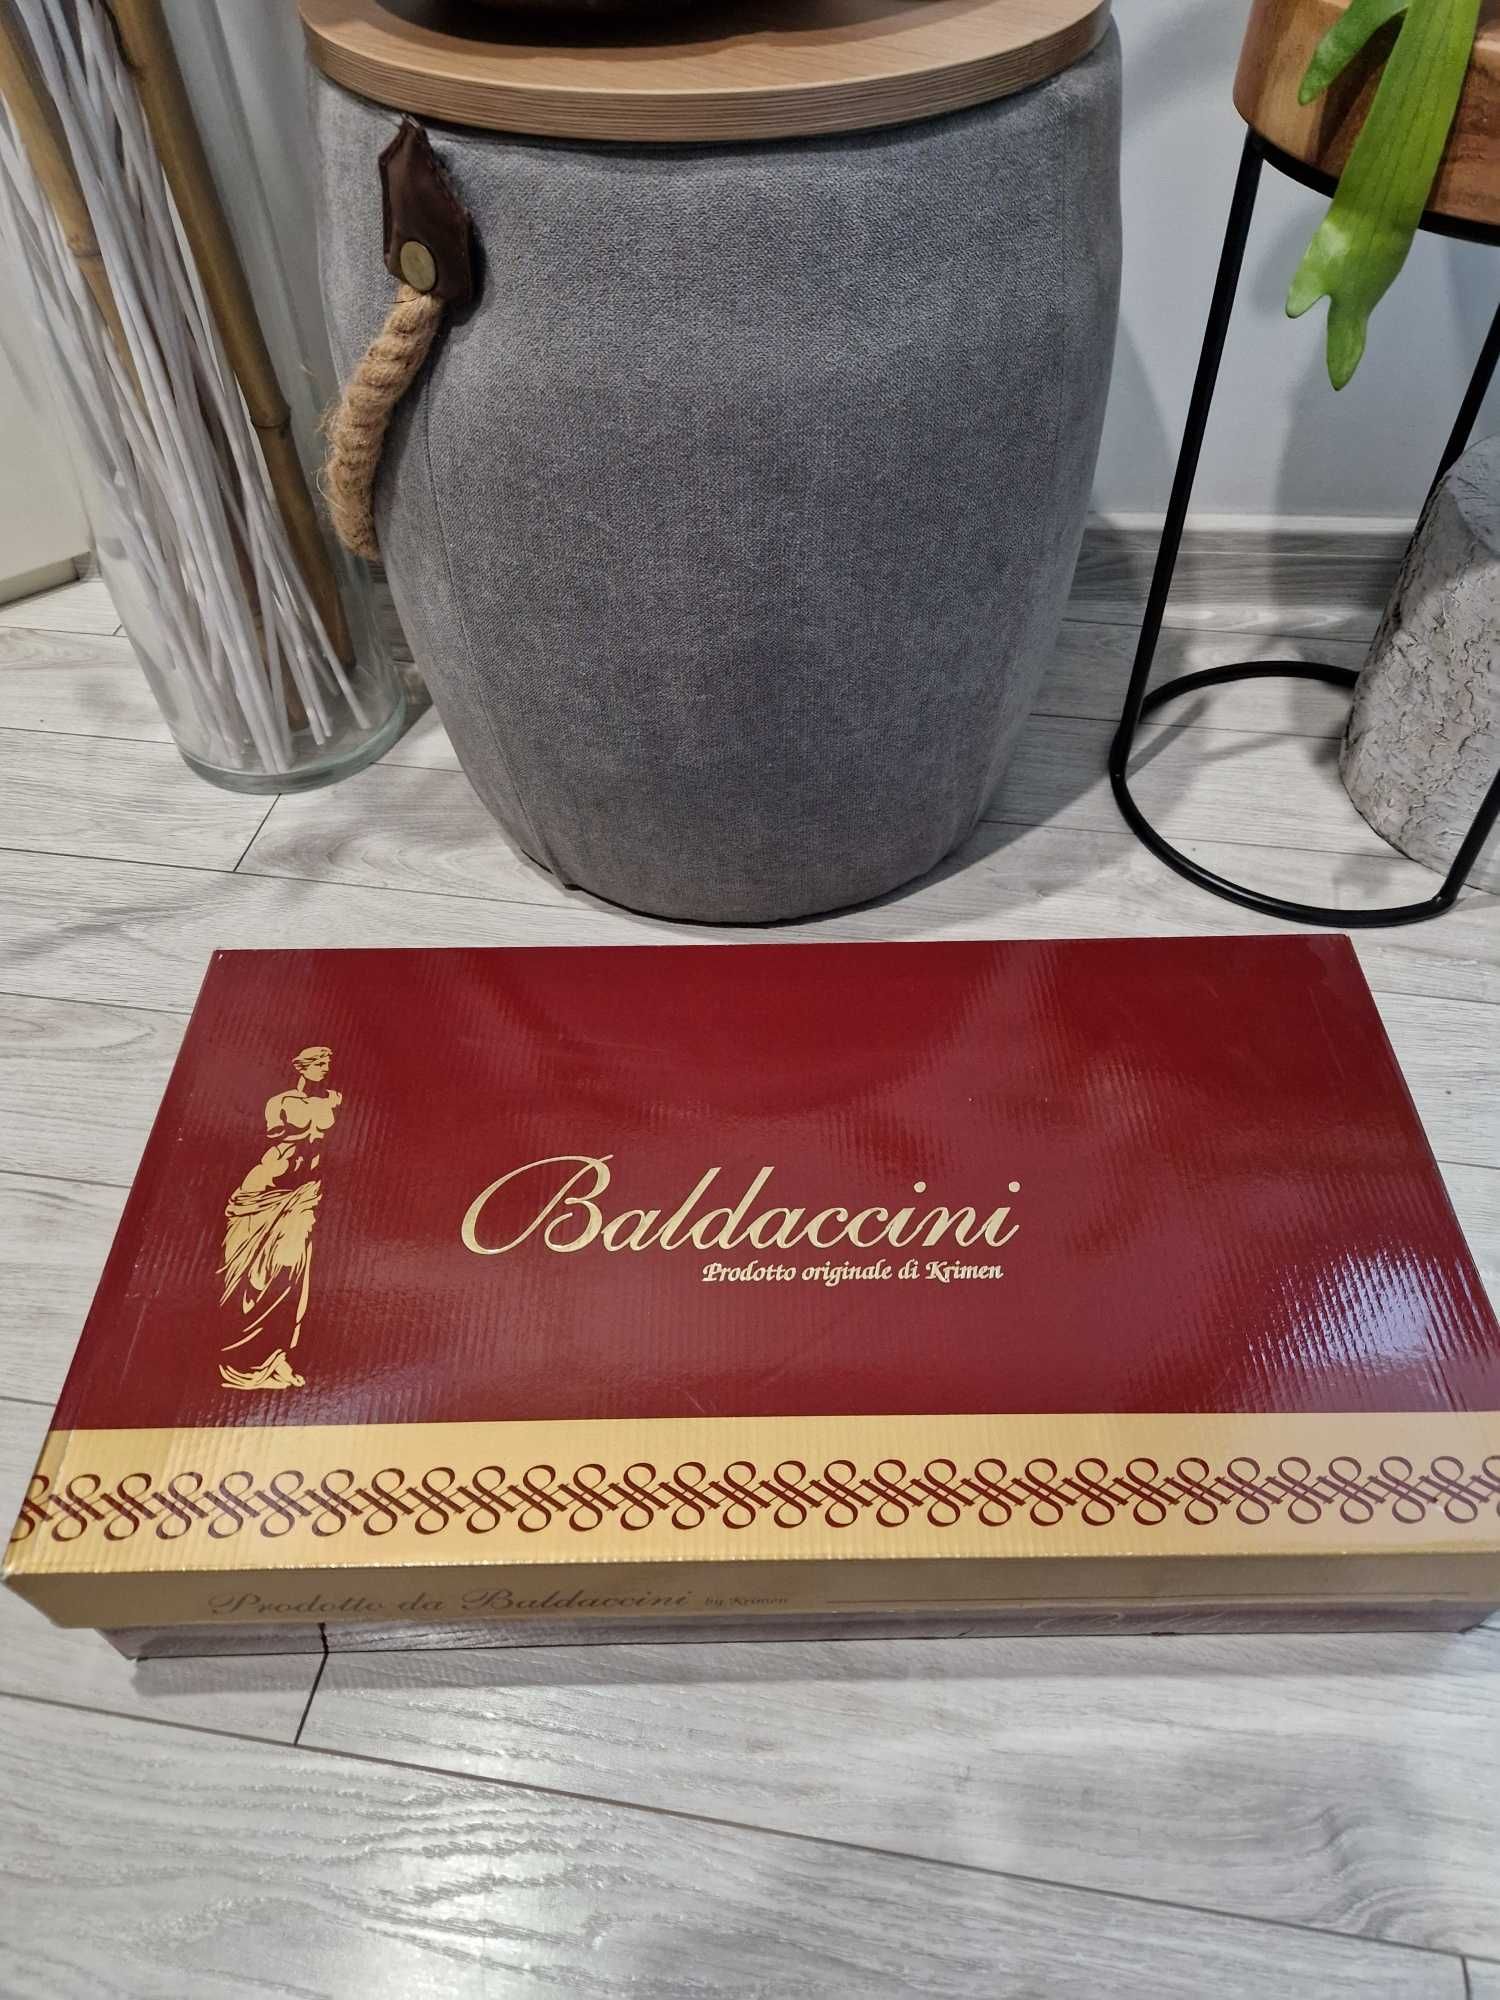 Baldaccini
Prodotto originale di Krimen
Prodotto da Baldaccini by Krimen